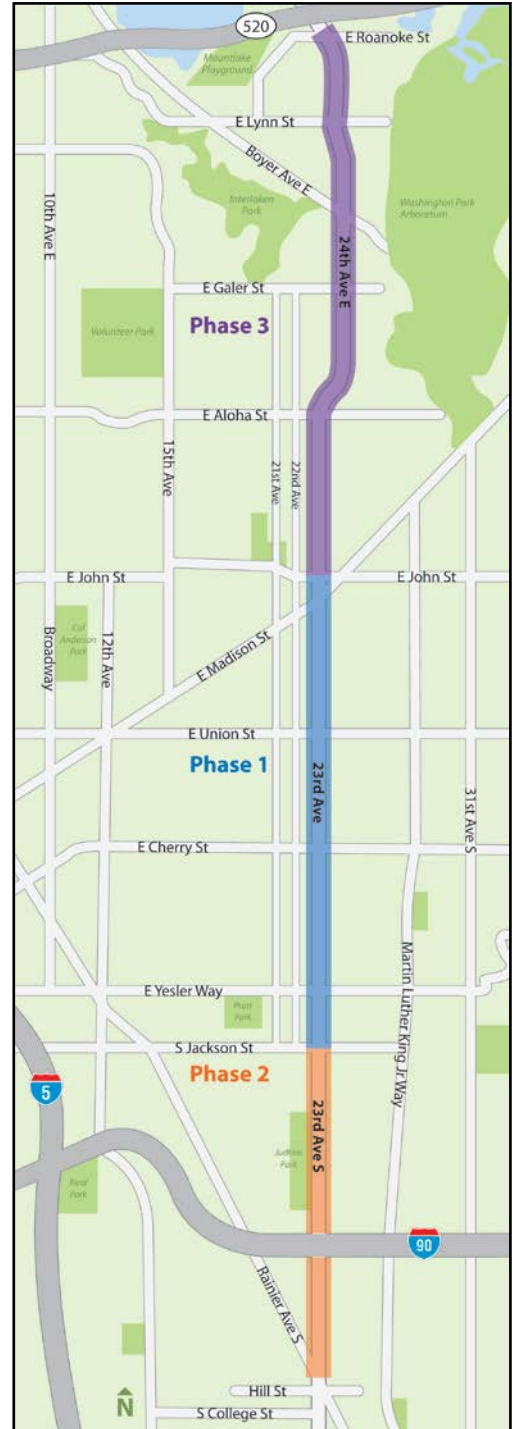 520
E Roanoke St
Montlake
Playground
E Lynn St
Boyer Ave E
Interlaken
Park
Washington Park
Arboretum
10th Ave E
24th Ave E
E Galer St
Phase 3
Volunteer Park
E Aloha St
15th Ave
21st Ave
22nd Ave
E John St
E John St
Cal
Anderson
Park
Broadway
12th Ave
E Madison St
E Union St
Phase 1
23rd Ave
31st Ave S
E Cherry St
Martin Luther King Jr Way
E Yesler Way
Pratt
Park
S Jackson St
Phase 2
5
23rd Ave S
Judkins
Park
Real
Park
90
Rainier Ave S
Hill St
N
S College St